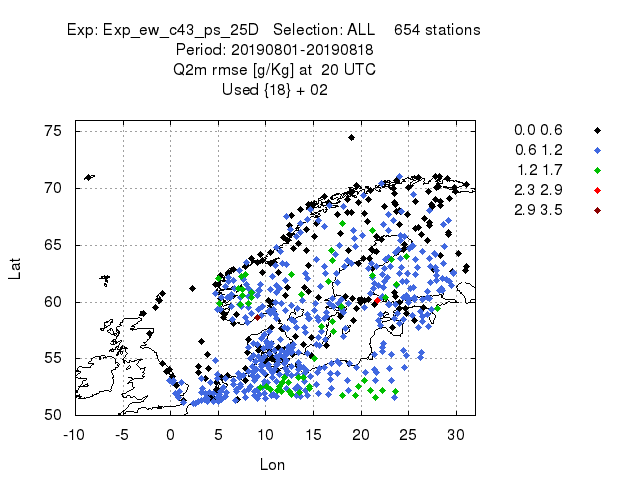 Exp: Exp_ew_c43_ps_25D   Selection: ALL    654 stations
Period: 20190801-20190818
Q2m rmse [g/Kg] at  20 UTC
Used {18} + 02
0.0 0.6
0.6 1.2
1.2 1.7
2.3 2.9
2.9 3.5
75
70
65
60
55
50
Lat
-10 -5 0 5 10 15 20 25 30
Lon